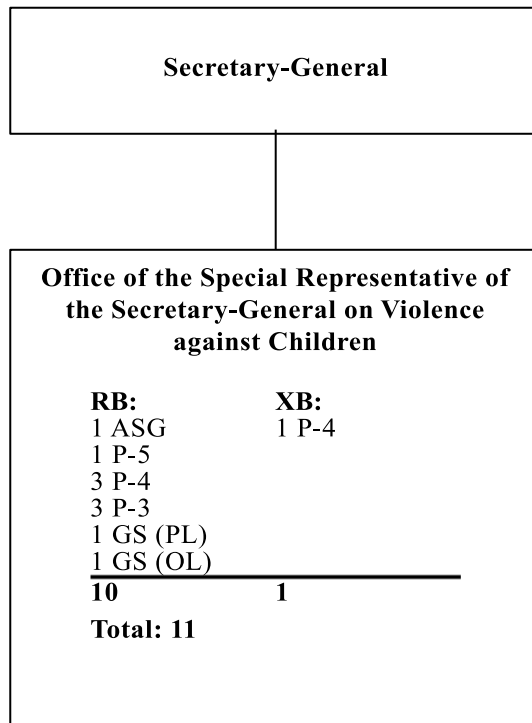 Secretary-General
Office of the Special Representative of
the Secretary-General on Violence
against Children
RB: XB:
1 ASG 1 P-4
1 P-5
3 P-4
3 P-3
1 GS (PL)
1 GS (OL)
10 1
Total: 11